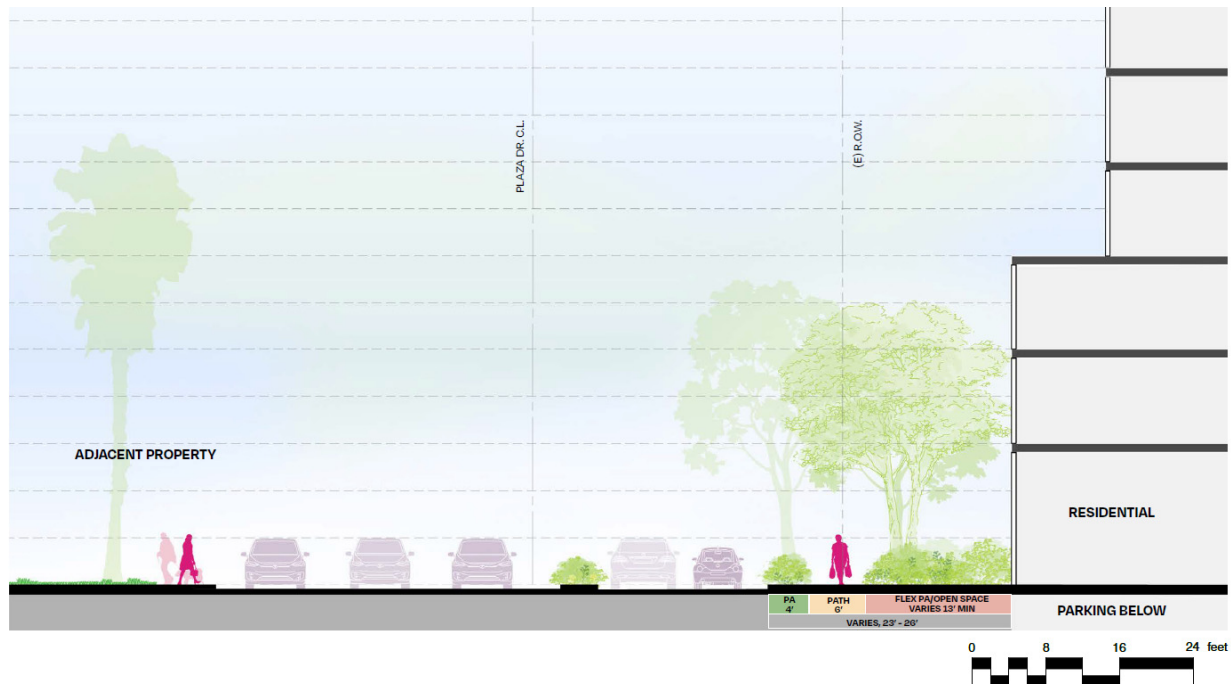 PLAZA DR. C.L.
(E) R.O.W.
ADJACENT PROPERTY
RESIDENTIAL
PA
4'
PATH
6'
FLEX PA/OPEN SPACE
VARIES 13' MIN
VARIES, 23' - 26'
PARKING BELOW
0 8 16 24 feet